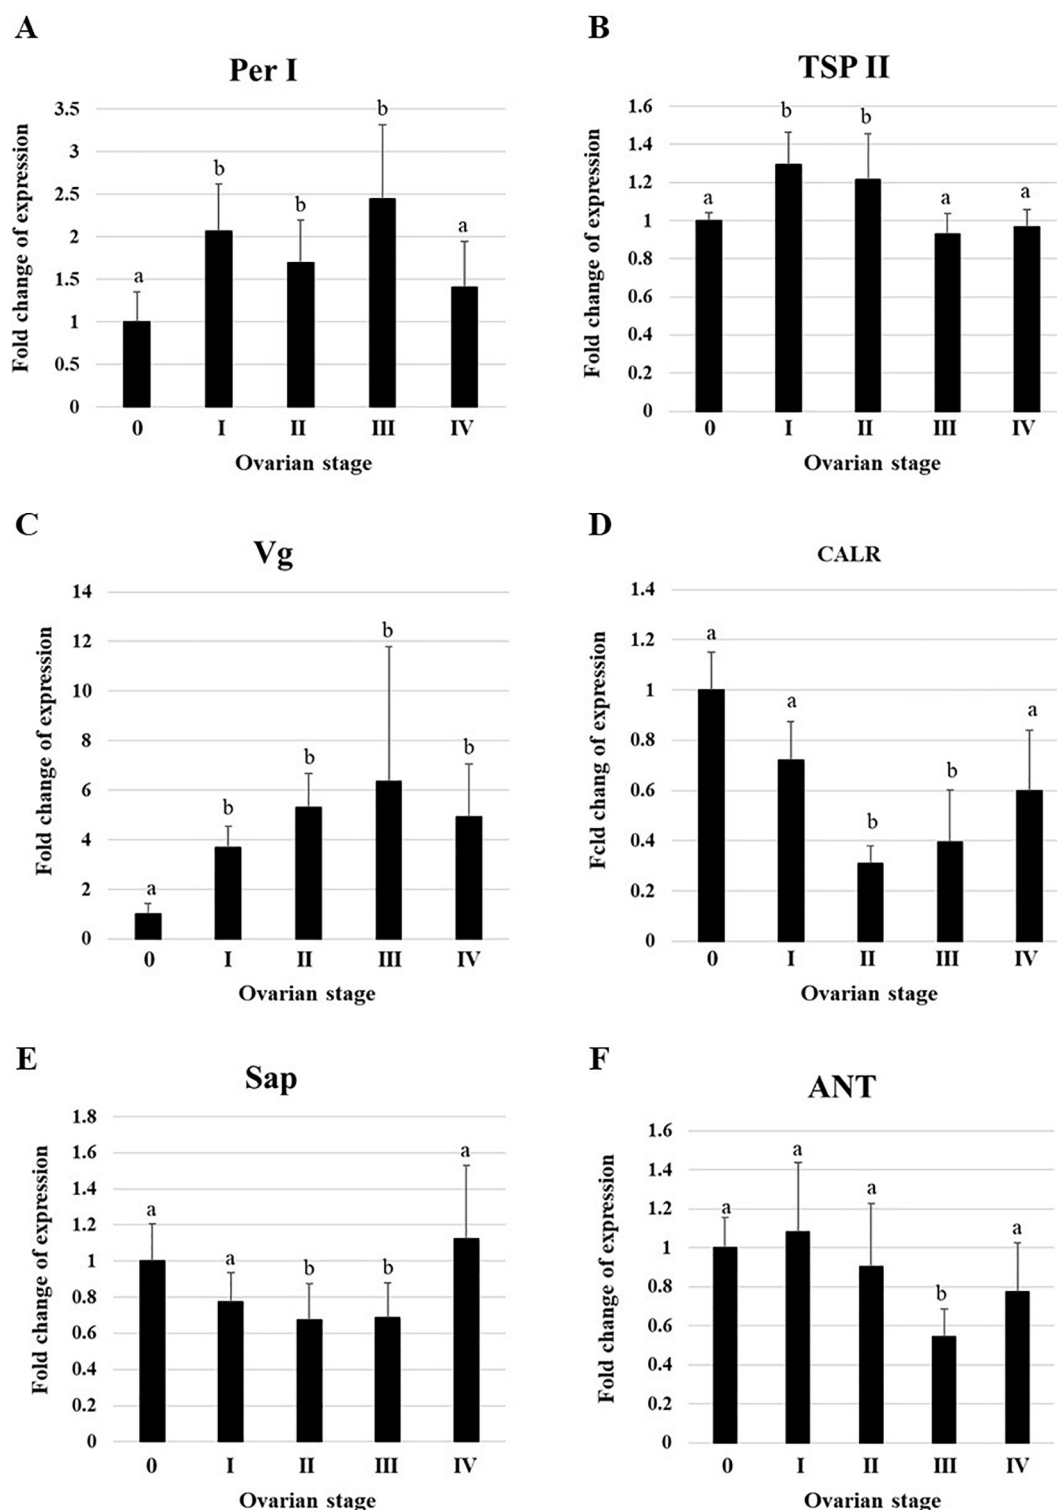 A
Per I
Fold change of expression
3.5
3
2.5
2
1.5
1
0.5
0
a
b
b
b
a
0 I II III IV
Ovarian stage
B
TSP II
Fold change of expression
1.6
1.4
1.2
1
0.8
0.6
0.4
0.2
0
a
b
b
a
a
0 I II III IV
Ovarian stage
C
Vg
Fold change of expression
14
12
10
8
6
4
2
0
a
b
b
b
b
0 I II III IV
Ovarian stage
D
CALR
Fcld chang of expression
1.4
1.2
1
0.8
0.6
0.4
0.2
0
a
a
b
b
a
0 I II III IV
Ovarian stage
E
Sap
Fold change of expression
1.8
1.6
1.4
1.2
1
0.8
0.6
0.4
0.2
0
a
a
b
b
a
0 I II III IV
Ovarian stage
F
ANT
Fold change of expression
1.6
1.4
1.2
1
0.8
0.6
0.4
0.2
0
a
a
a
b
a
0 I II III IV
Ovarian stage